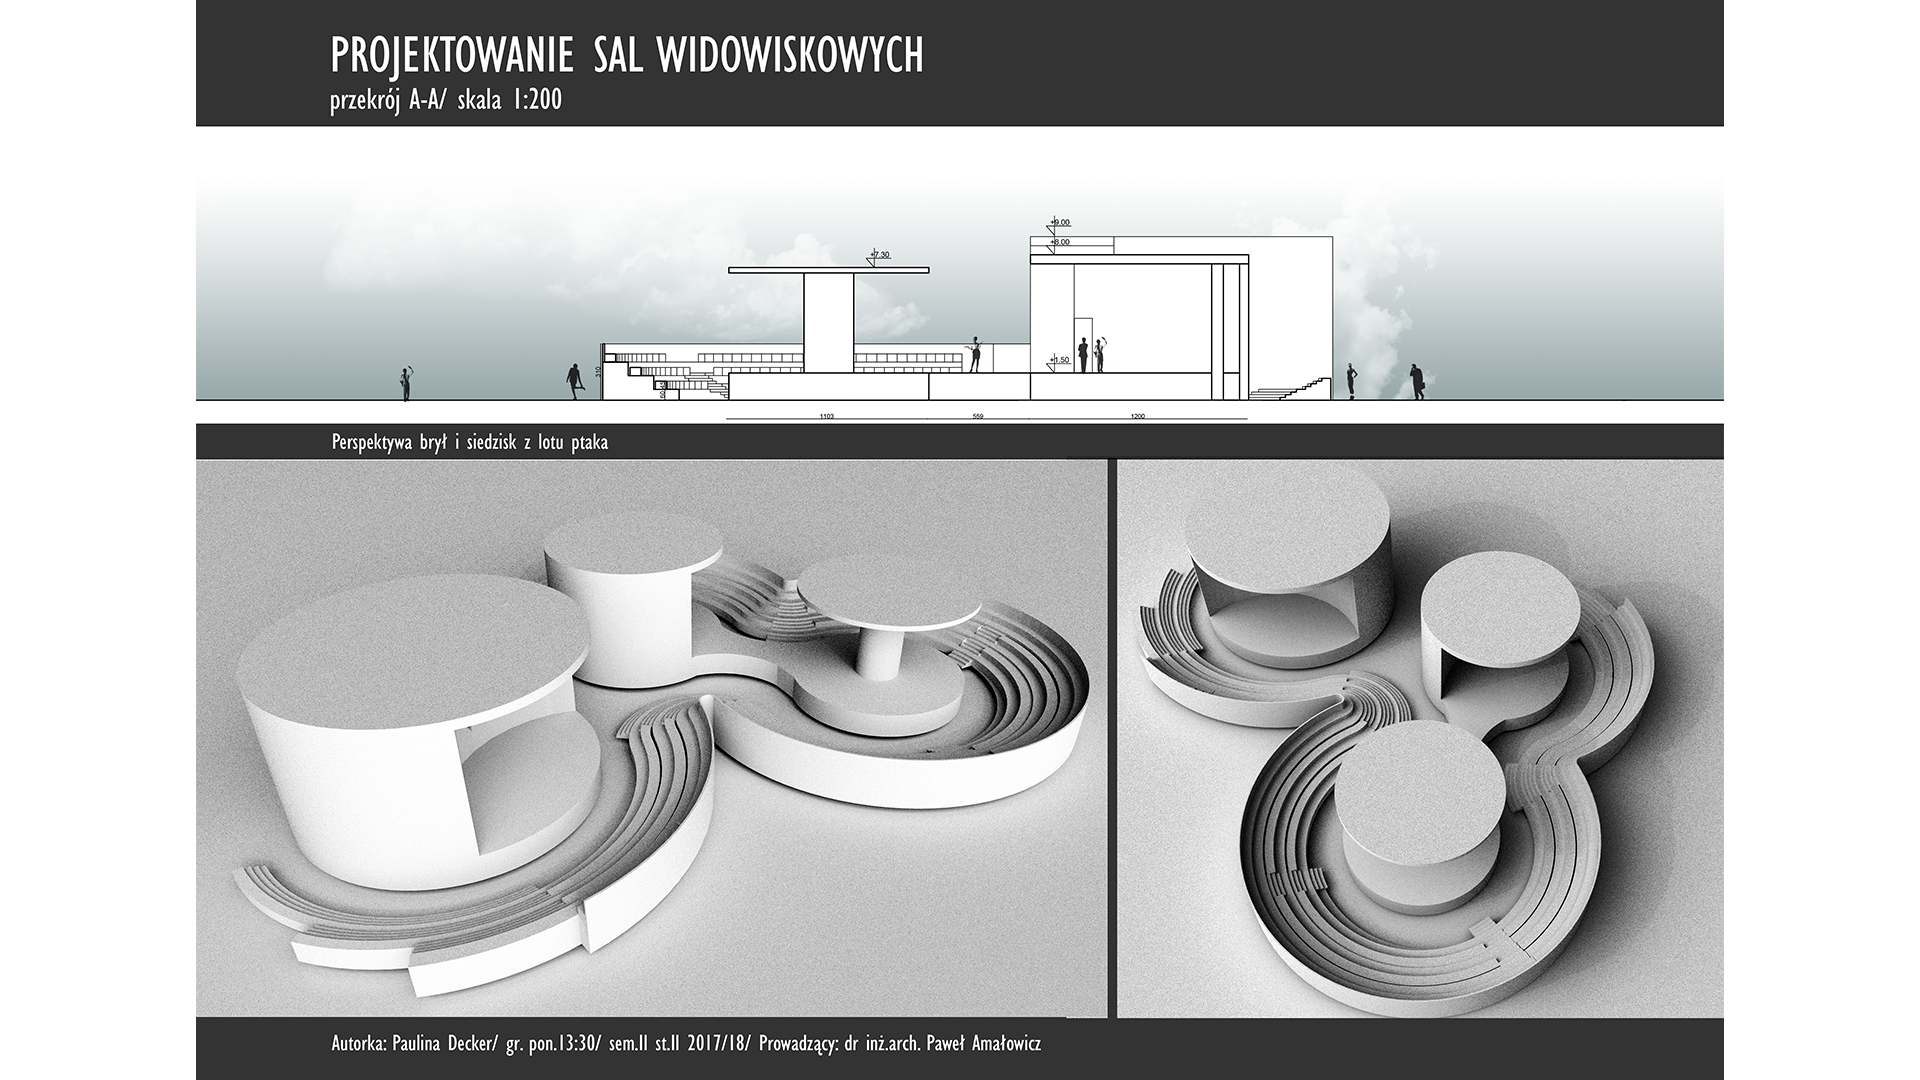 PROJEKTOWANIE SAL WIDOWISKOWYCH
przekrój A-A/ skala 1:200
+9.00
+8.00
+7.30
+1.50
310
60
45
1103
559
1200
Perspektywa brył i siedzisk z lotu ptaka
Autorka: Paulina Decker/ gr. pon.13:30/ sem.II st.II 2017/18/ Prowadzący: dr inż.arch. Paweł Amałowicz